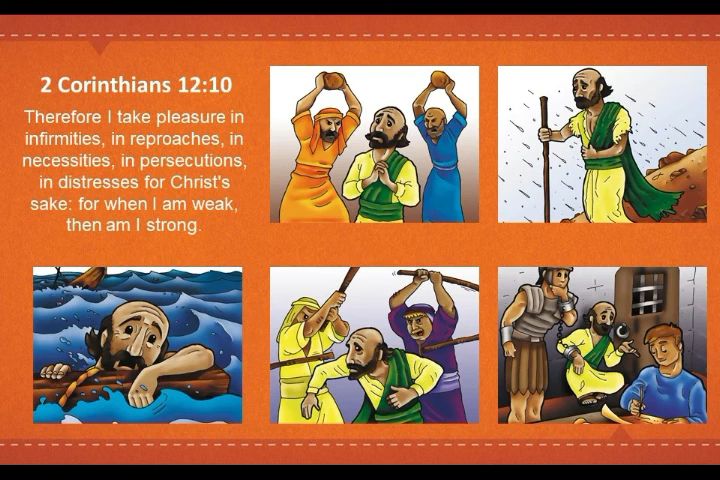 2 Corinthians 12:10
Therefore I take pleasure in
infirmities, in reproaches, in
necessities, in persecutions,
in distresses for Christ's
sake: for when I am weak,
then am I strong.